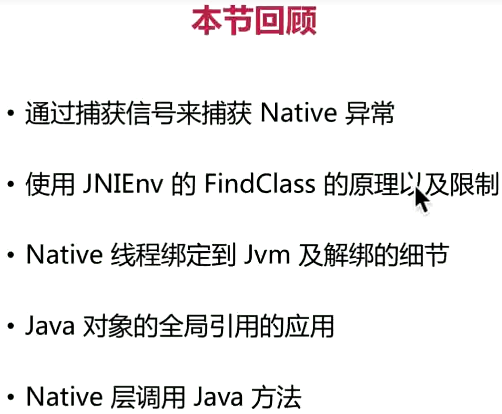 本节回顾
• 通过捕获信号来捕获 Native 异常
• 使用 JNIEnv 的 FindClass 的原理以及限制
• Native 线程绑定到 Jvm 及解绑的细节
• Java 对象的全局引用的应用
• Native 层调用 Java 方法